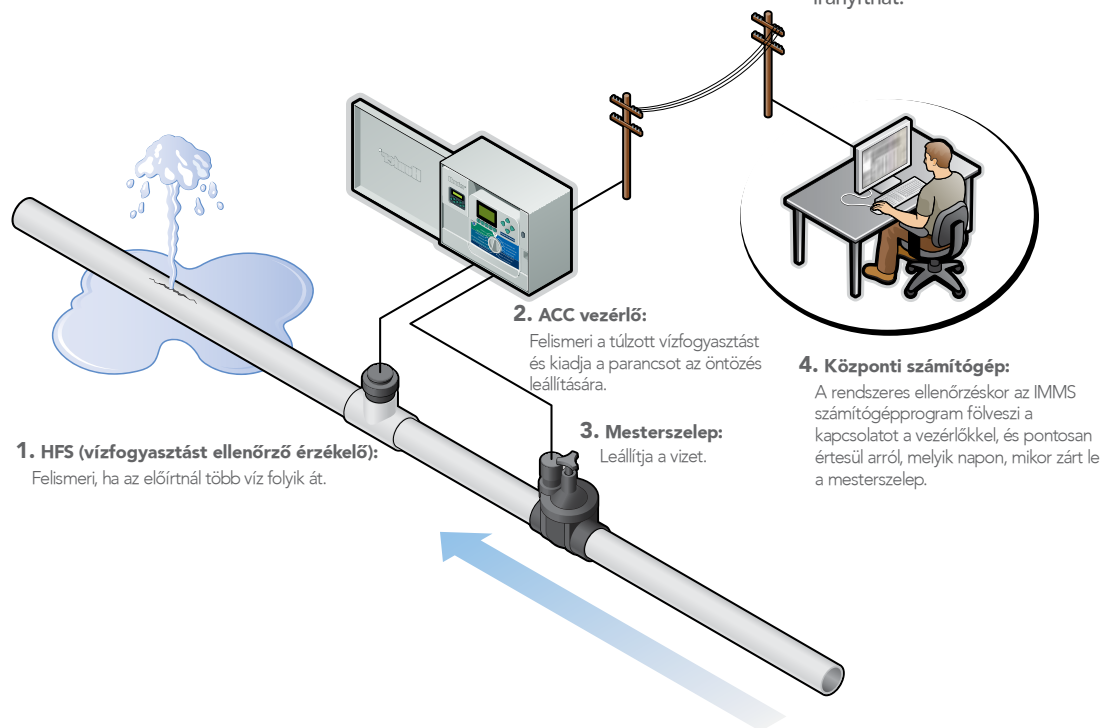 irányíthat.
2. ACC vezérlő:
Felismeri a túlzott vízfogyasztást
és kiadja a parancsot az öntözés
leállítására.
4. Központi számítógép:
A rendszeres ellenőrzéskor az IMMS
számítógépprogram fölveszi a
kapcsolatot a vezérlőkkel, és pontosan
értesül arról, melyik napon, mikor zárt le
a mesterszelep.
3. Mesterszelep:
Leállítja a vizet.
1. HFS (vízfogyasztást ellenőrző érzékelő):
Felismeri, ha az előírtnál több víz folyik át.